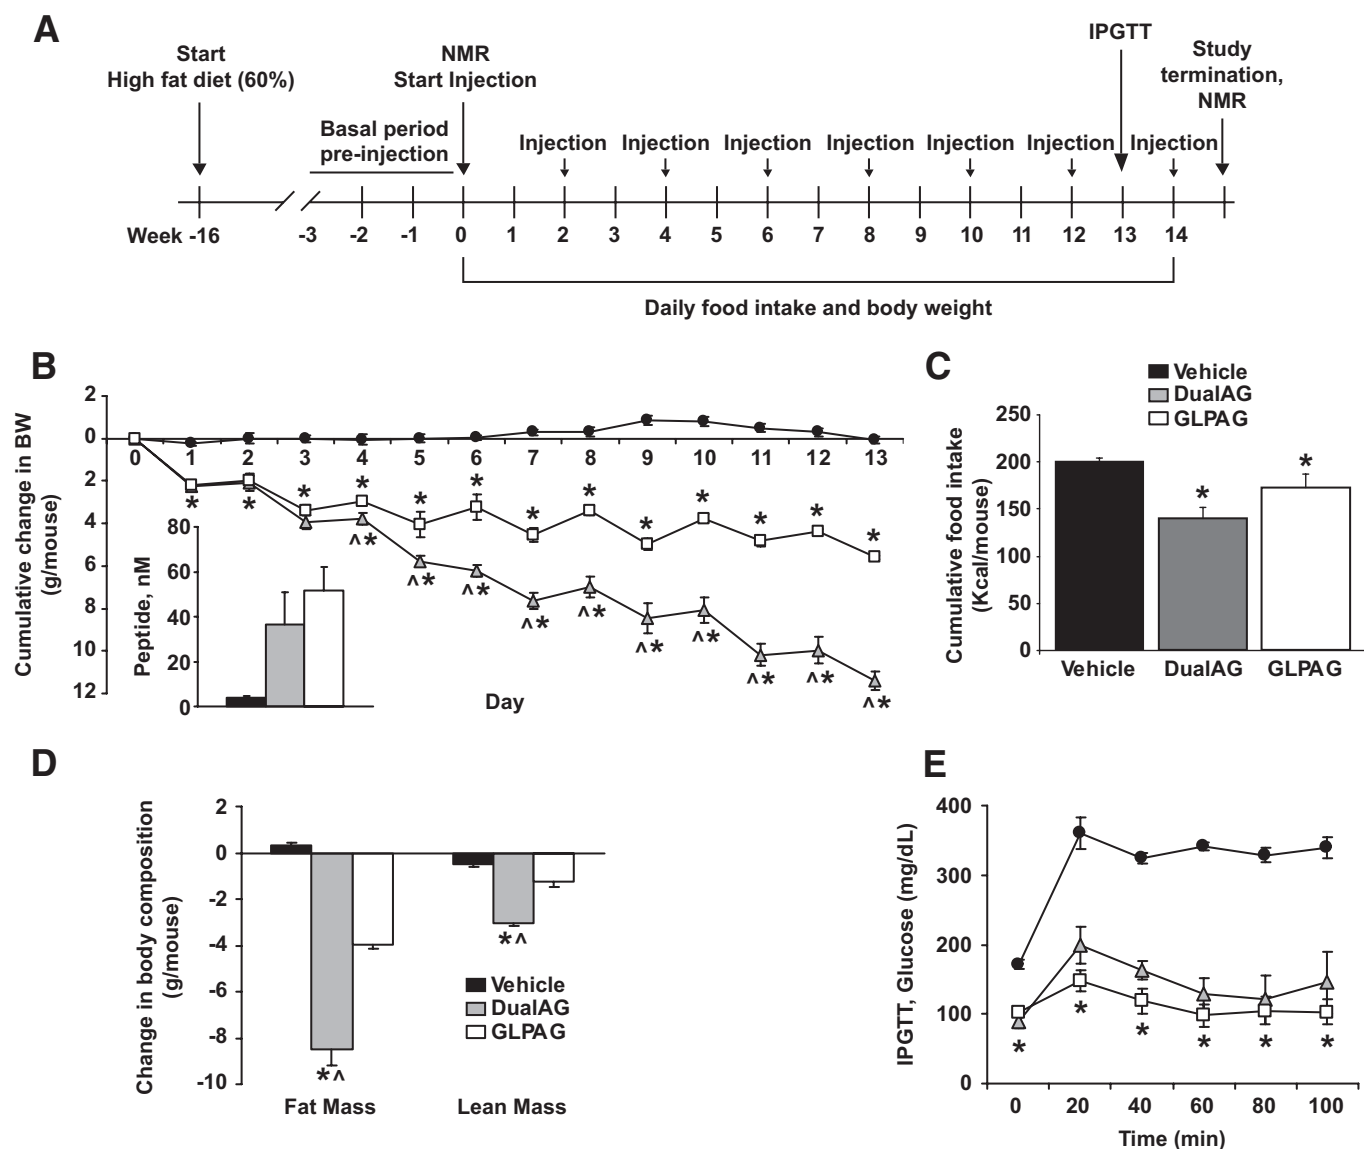 A
Start
High fat diet (60%)
NMR
Start Injection
IPGTT
Study
termination,
NMR
Basal period
pre-injection
Injection Injection Injection Injection Injection Injection Injection
Week -16 -3 -2 -1 0 1 2 3 4 5 6 7 8 9 10 11 12 13 14
Daily food intake and body weight
B
Cumulative change in BW
(g/mouse)
2
0
2
4
6
8
10
12
0 1 2 3 4 5 6 7 8 9 10 11 12 13
* * * * * * * * * * * * *
^* ^* ^* ^* ^* ^* ^* ^* ^* ^*
Peptide, nM
80
60
40
20
0
Day
C
Vehicle
DualAG
GLPAG
Cumulative food intake
(Kcal/mouse)
250
200
150
100
50
0
* *
Vehicle DualAG GLPAG
D
Change in body composition
(g/mouse)
2
0
-2
-4
-6
-8
-10
*^
*^
Vehicle
DualAG
GLPAG
Fat Mass Lean Mass
E
IPGTT, Glucose (mg/dL)
400
300
200
100
0
* * * * * *
0 20 40 60 80 100
Time (min)